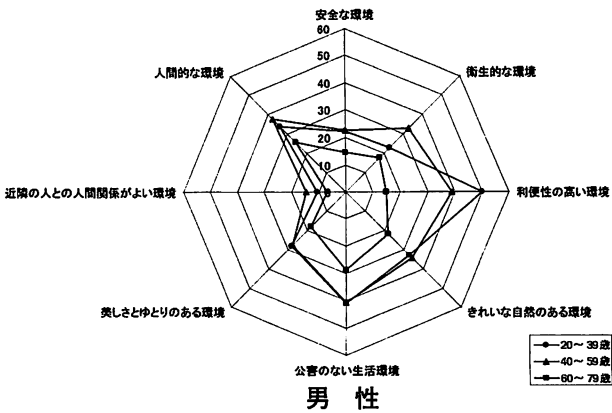 安全な環境
60
50
人間的な環境
衛生的な環境
40
30
20
10
近隣の人との人間関係がよい環境
0
利便性の高い環境
美しさとゆとりのある環境
きれいな自然のある環境
公害のない生活環境
20～39歳
40～59歳
60～79歳
男 性